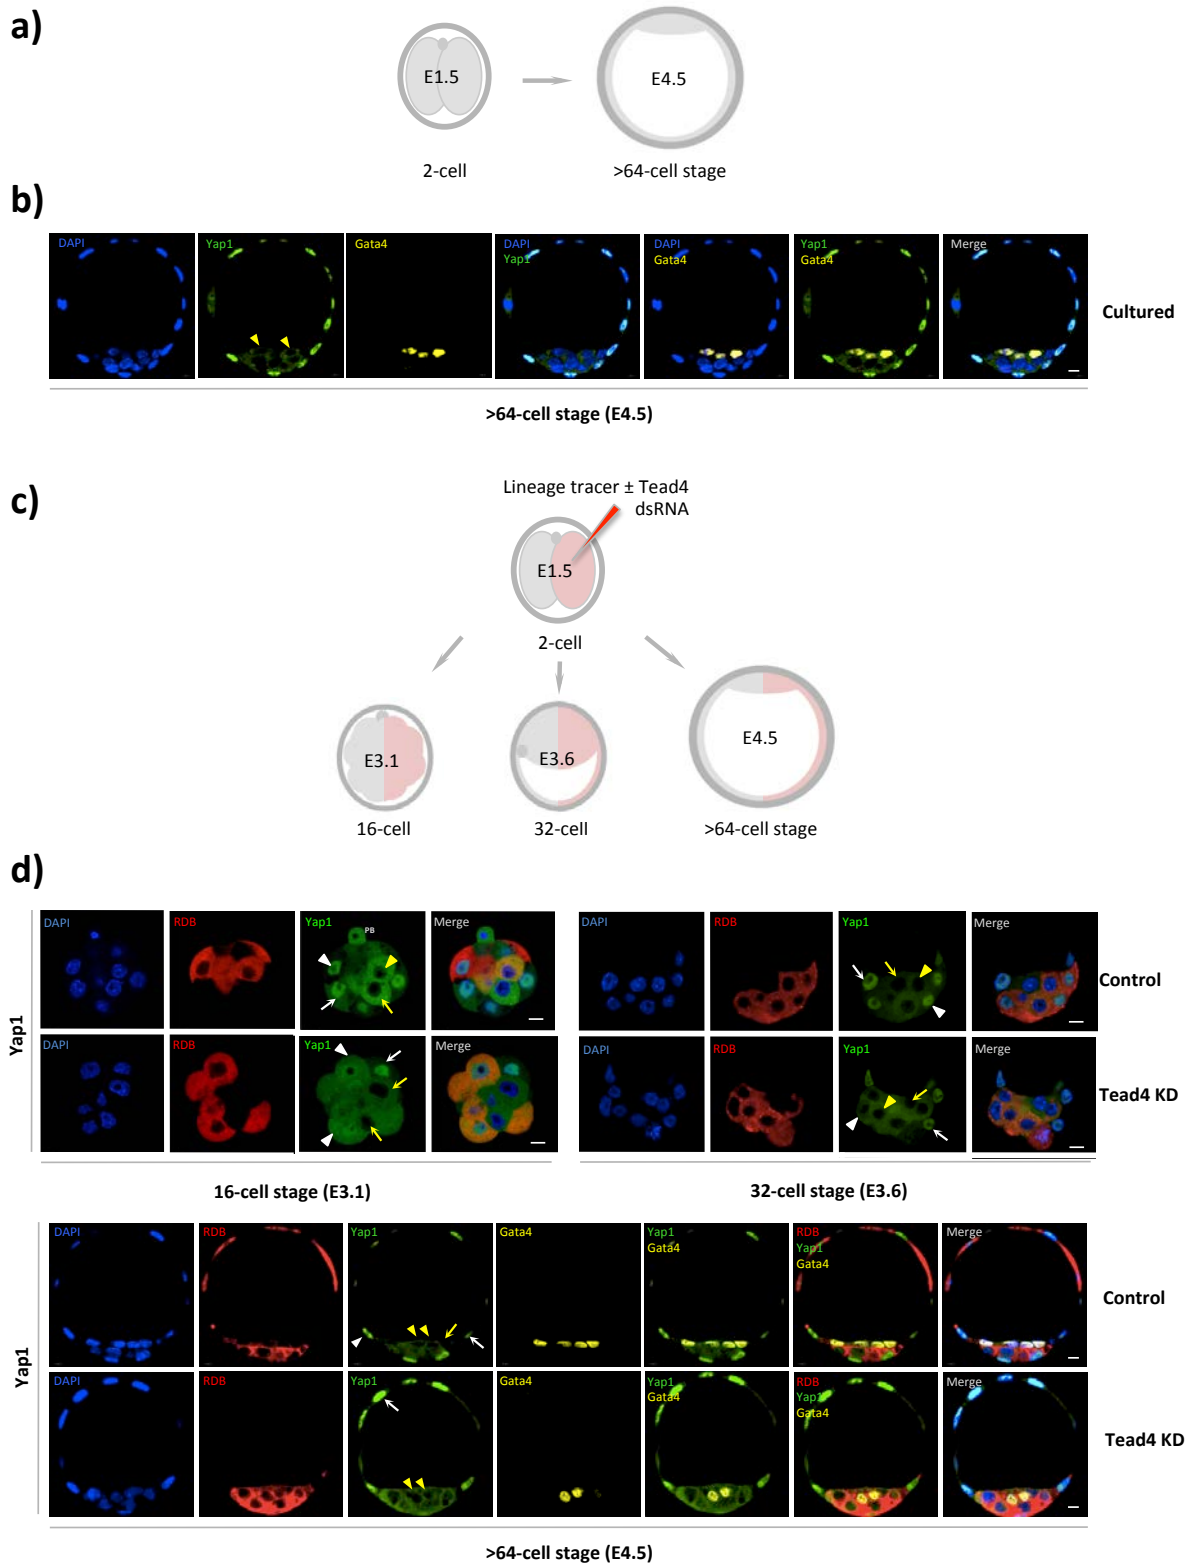 a)
E1.5
E4.5
2-cell
>64-cell stage
b)
DAPI
Yap1
Gata4
DAPI
Yap1
DAPI
Gata4
Yap1
Gata4
Merge
Cultured
>64-cell stage (E4.5)
c)
Lineage tracer ± Tead4
dsRNA
E1.5
2-cell
E3.1
E3.6
E4.5
16-cell
32-cell
>64-cell stage
d)
Yap1
DAPI
RDB
Yap1
PB
Merge
DAPI
RDB
Yap1
Merge
Control
DAPI
RDB
Yap1
Merge
DAPI
RDB
Yap1
Merge
Tead4 KD
16-cell stage (E3.1)
32-cell stage (E3.6)
Yap1
DAPI
RDB
Yap1
Gata4
Yap1
Gata4
RDB
Yap1
Gata4
Merge
Control
DAPI
RDB
Yap1
Gata4
Yap1
Gata4
RDB
Yap1
Gata4
Merge
Tead4 KD
>64-cell stage (E4.5)